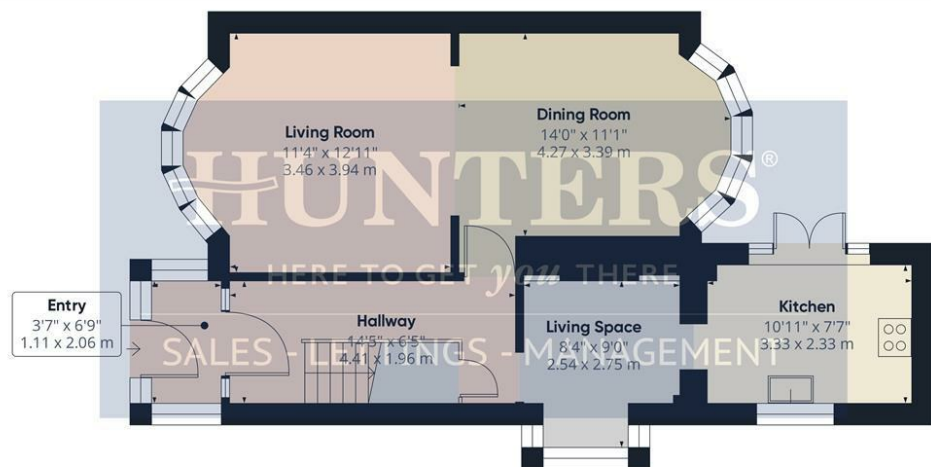 Living Room
11'4" x 12'11"
3.46 x 3.94 m
Dining Room
14'0" x 11'1"
4.27 x 3.39 m
HUNTERS®
HERE TO GET you THERE
SALES - LETTINGS - MANAGEMENT
Entry
3'7" x 6'9"
1.11 x 2.06 m
Hallway
14'5" x 6'5"
4.41 x 1.96 m
Living Space
8'4" x 9'0"
2.54 x 2.75 m
Kitchen
10'11" x 7'7"
3.33 x 2.33 m